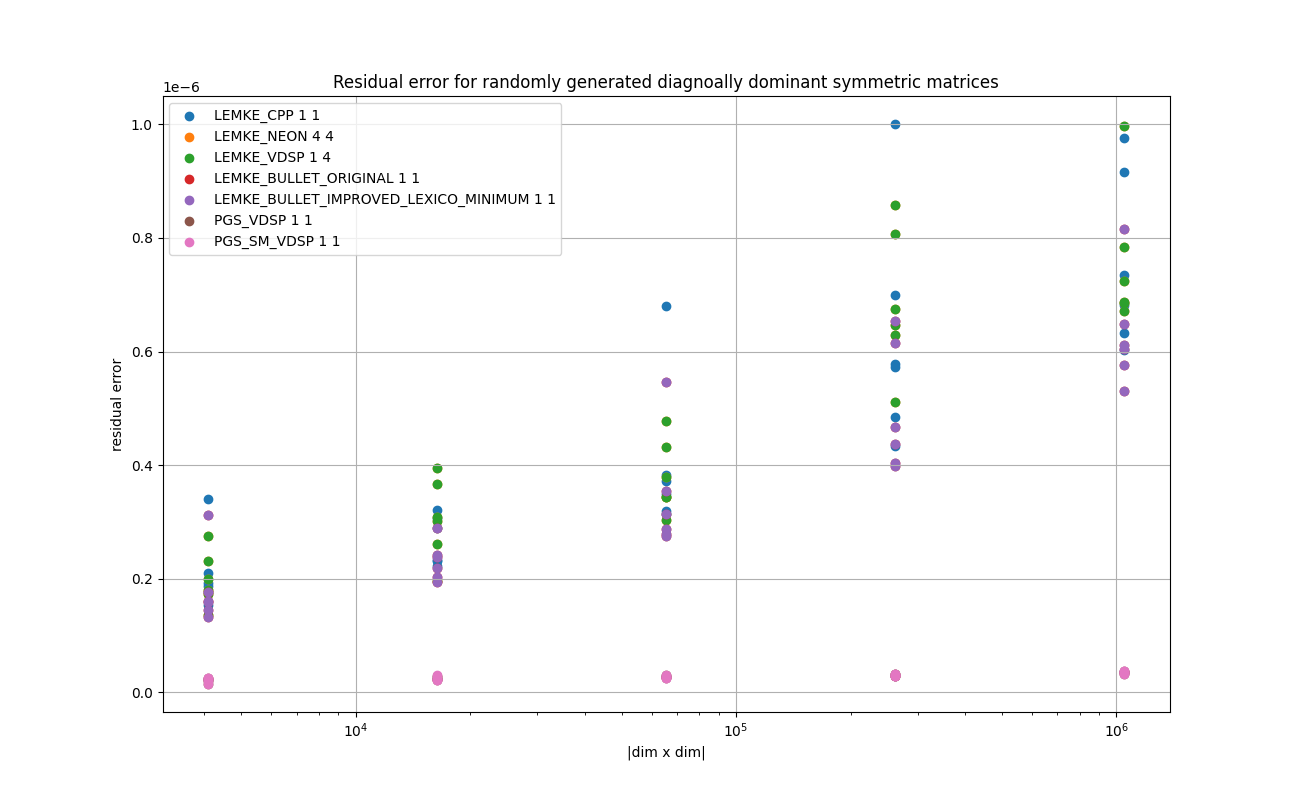 Residual error for randomly generated diagnoally dominant symmetric matrices
1e−6
LEMKE_CPP 1 1
LEMKE_NEON 4 4
LEMKE_VDSP 1 4
LEMKE_BULLET_ORIGINAL 1 1
LEMKE_BULLET_IMPROVED_LEXICO_MINIMUM 1 1
PGS_VDSP 1 1
PGS_SM_VDSP 1 1
1.0
0.8
0.6
0.4
0.2
0.0
residual error
10⁴ 10⁵ 10⁶
|dim x dim|